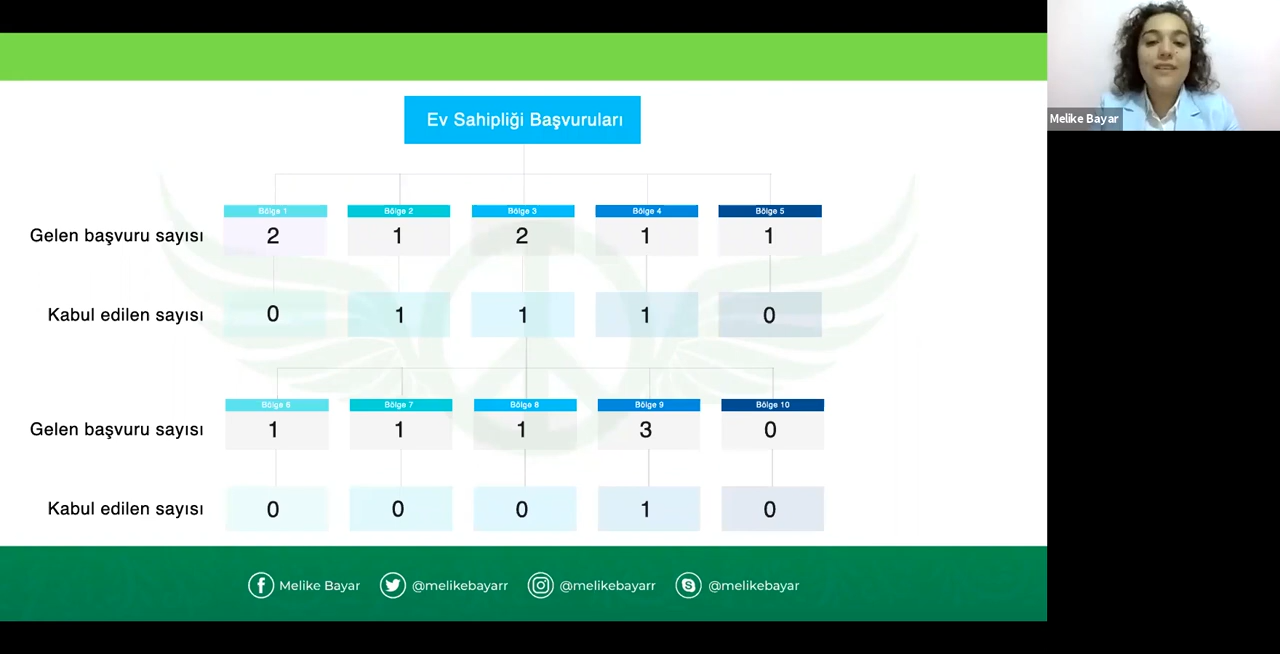 Ev Sahipliği Başvuruları
Melike Bayar
Bölge 1 Bölge 2 Bölge 3 Bölge 4 Bölge 5
Gelen başvuru sayısı 2 1 2 1 1
Kabul edilen sayısı 0 1 1 1 0
Bölge 6 Bölge 7 Bölge 8 Bölge 9 Bölge 10
Gelen başvuru sayısı 1 1 1 3 0
Kabul edilen sayısı 0 0 0 1 0
Melike Bayar @melikebayarr @melikebayarr @melikebayar